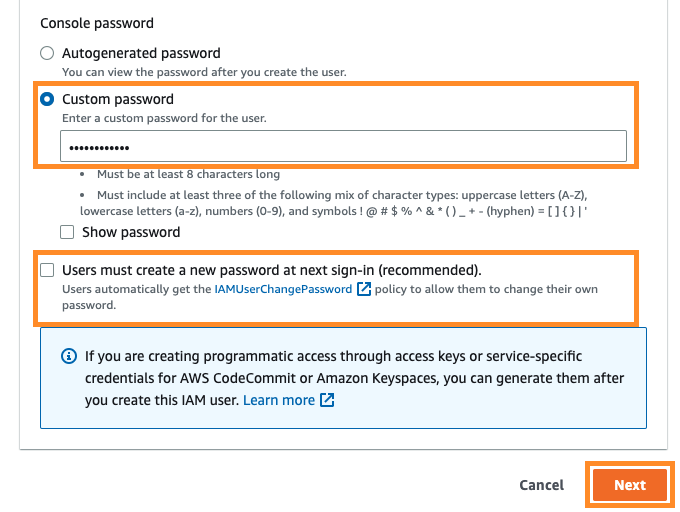 Console password
Autogenerated password
You can view the password after you create the user.
Custom password
Enter a custom password for the user.
••••••••••••
• Must be at least 8 characters long
• Must include at least three of the following mix of character types: uppercase letters (A-Z),
lowercase letters (a-z), numbers (0-9), and symbols ! @ # $ % ^ & * ( ) _ + - (hyphen) = [ ] { } | '
Show password
Users must create a new password at next sign-in (recommended).
Users automatically get the IAMUserChangePassword policy to allow them to change their own
password.
If you are creating programmatic access through access keys or service-specific
credentials for AWS CodeCommit or Amazon Keyspaces, you can generate them after
you create this IAM user. Learn more
Cancel
Next